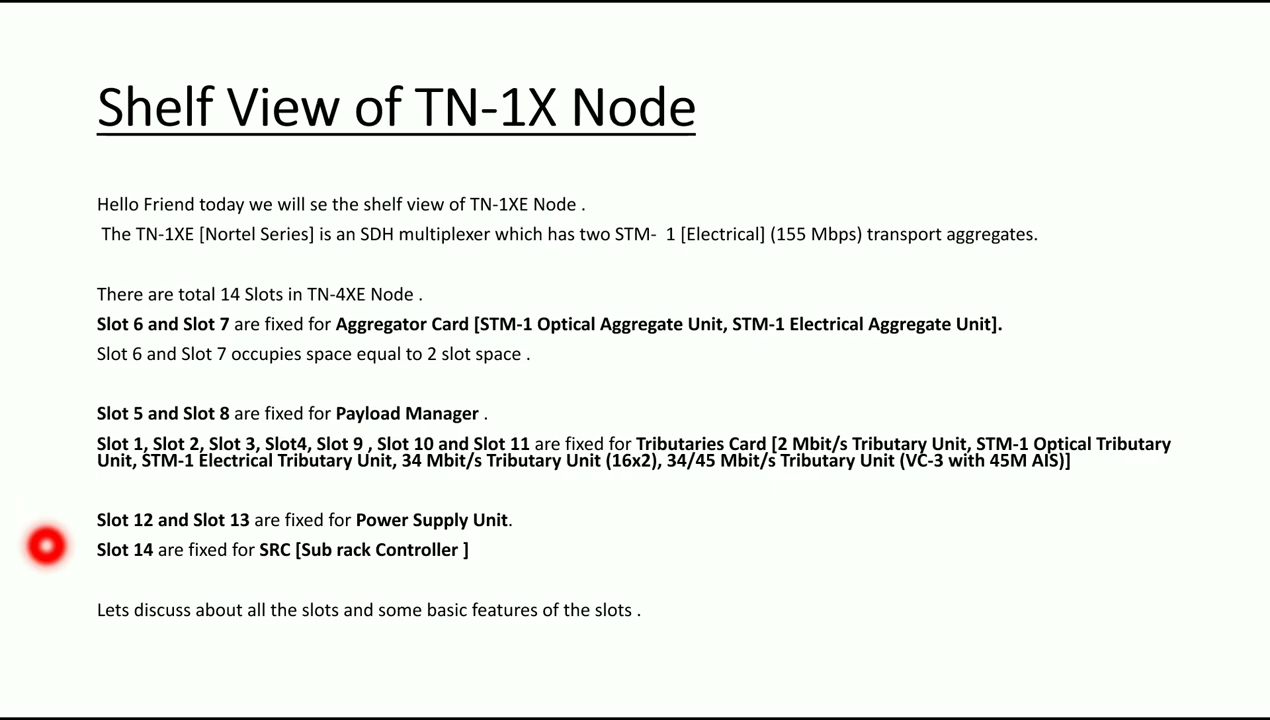 Shelf View of TN-1X Node
Hello Friend today we will se the shelf view of TN-1XE Node .
The TN-1XE [Nortel Series] is an SDH multiplexer which has two STM-  1 [Electrical] (155 Mbps) transport aggregates.
There are total 14 Slots in TN-4XE Node .
Slot 6 and Slot 7 are fixed for Aggregator Card [STM-1 Optical Aggregate Unit, STM-1 Electrical Aggregate Unit].
Slot 6 and Slot 7 occupies space equal to 2 slot space .
Slot 5 and Slot 8 are fixed for Payload Manager .
Slot 1, Slot 2, Slot 3, Slot4, Slot 9 , Slot 10 and Slot 11 are fixed for Tributaries Card [2 Mbit/s Tributary Unit, STM-1 Optical Tributary
Unit, STM-1 Electrical Tributary Unit, 34 Mbit/s Tributary Unit (16x2), 34/45 Mbit/s Tributary Unit (VC-3 with 45M AIS)]
Slot 12 and Slot 13 are fixed for Power Supply Unit.
Slot 14 are fixed for SRC [Sub rack Controller ]
Lets discuss about all the slots and some basic features of the slots .